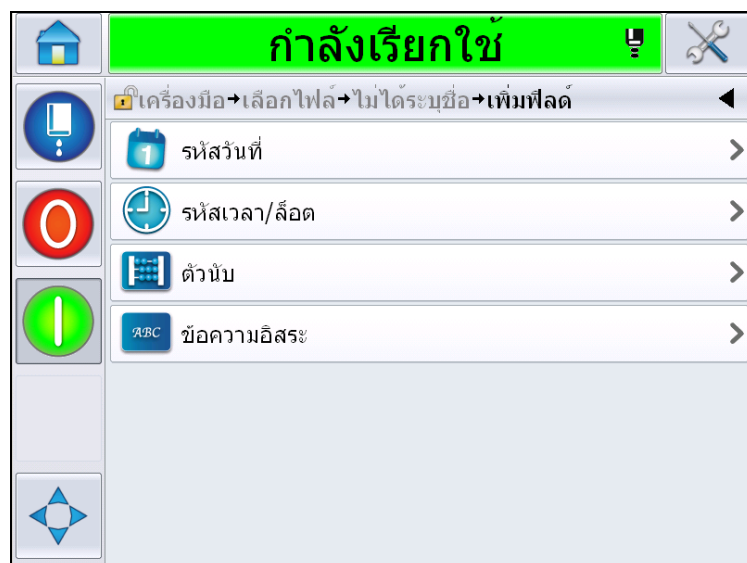 กำลังเรียกใช้
เครื่องมือ→เลือกไฟล์→ไม่ได้ระบุชื่อ→เพิ่มฟิลด์
1 รหัสวันที่
รหัสเวลา/ล็อต
ตัวนับ
ABC ข้อความอิสระ